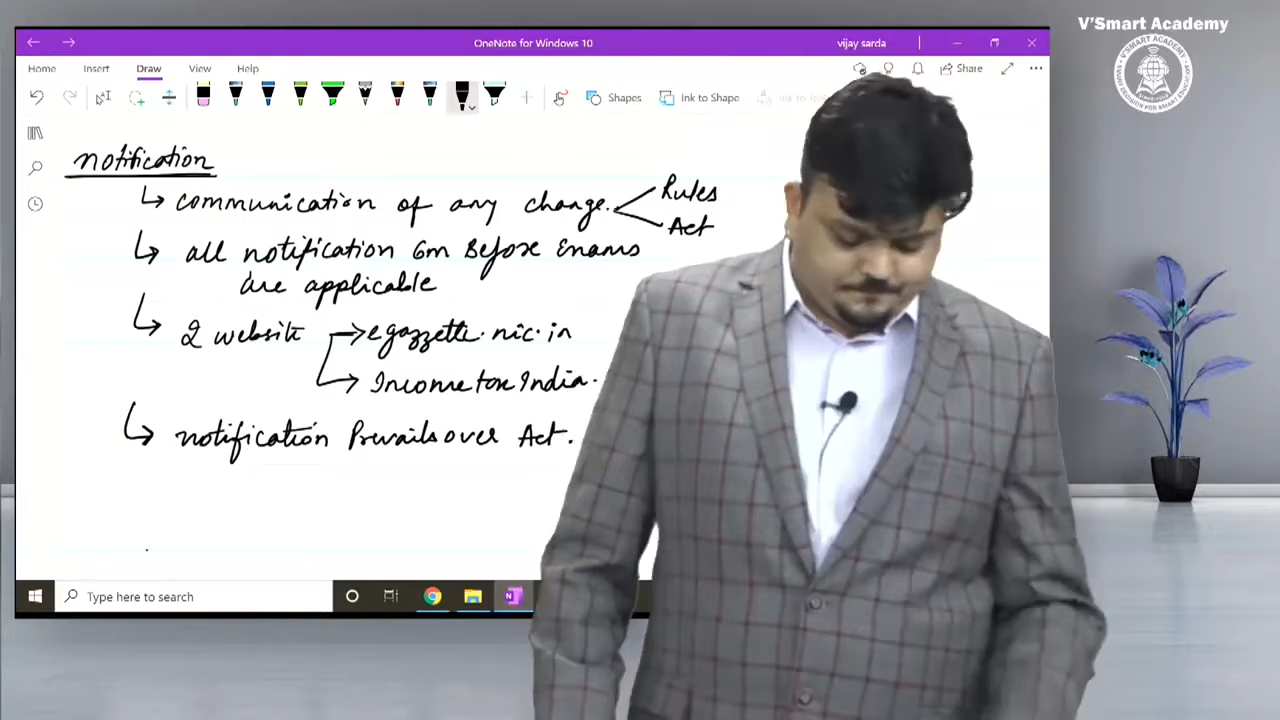 V'Smart Academy
OneNote for Windows 10
vijay sarda
Home Insert Draw View Help
Share
Shapes
Ink to Shape
notification
communication of any change. Rules
Act
all notification 6m Before Exams
are applicable
2 website egazzette.nic.in
Incometax India.
notification Prevails over Act.
Type here to search